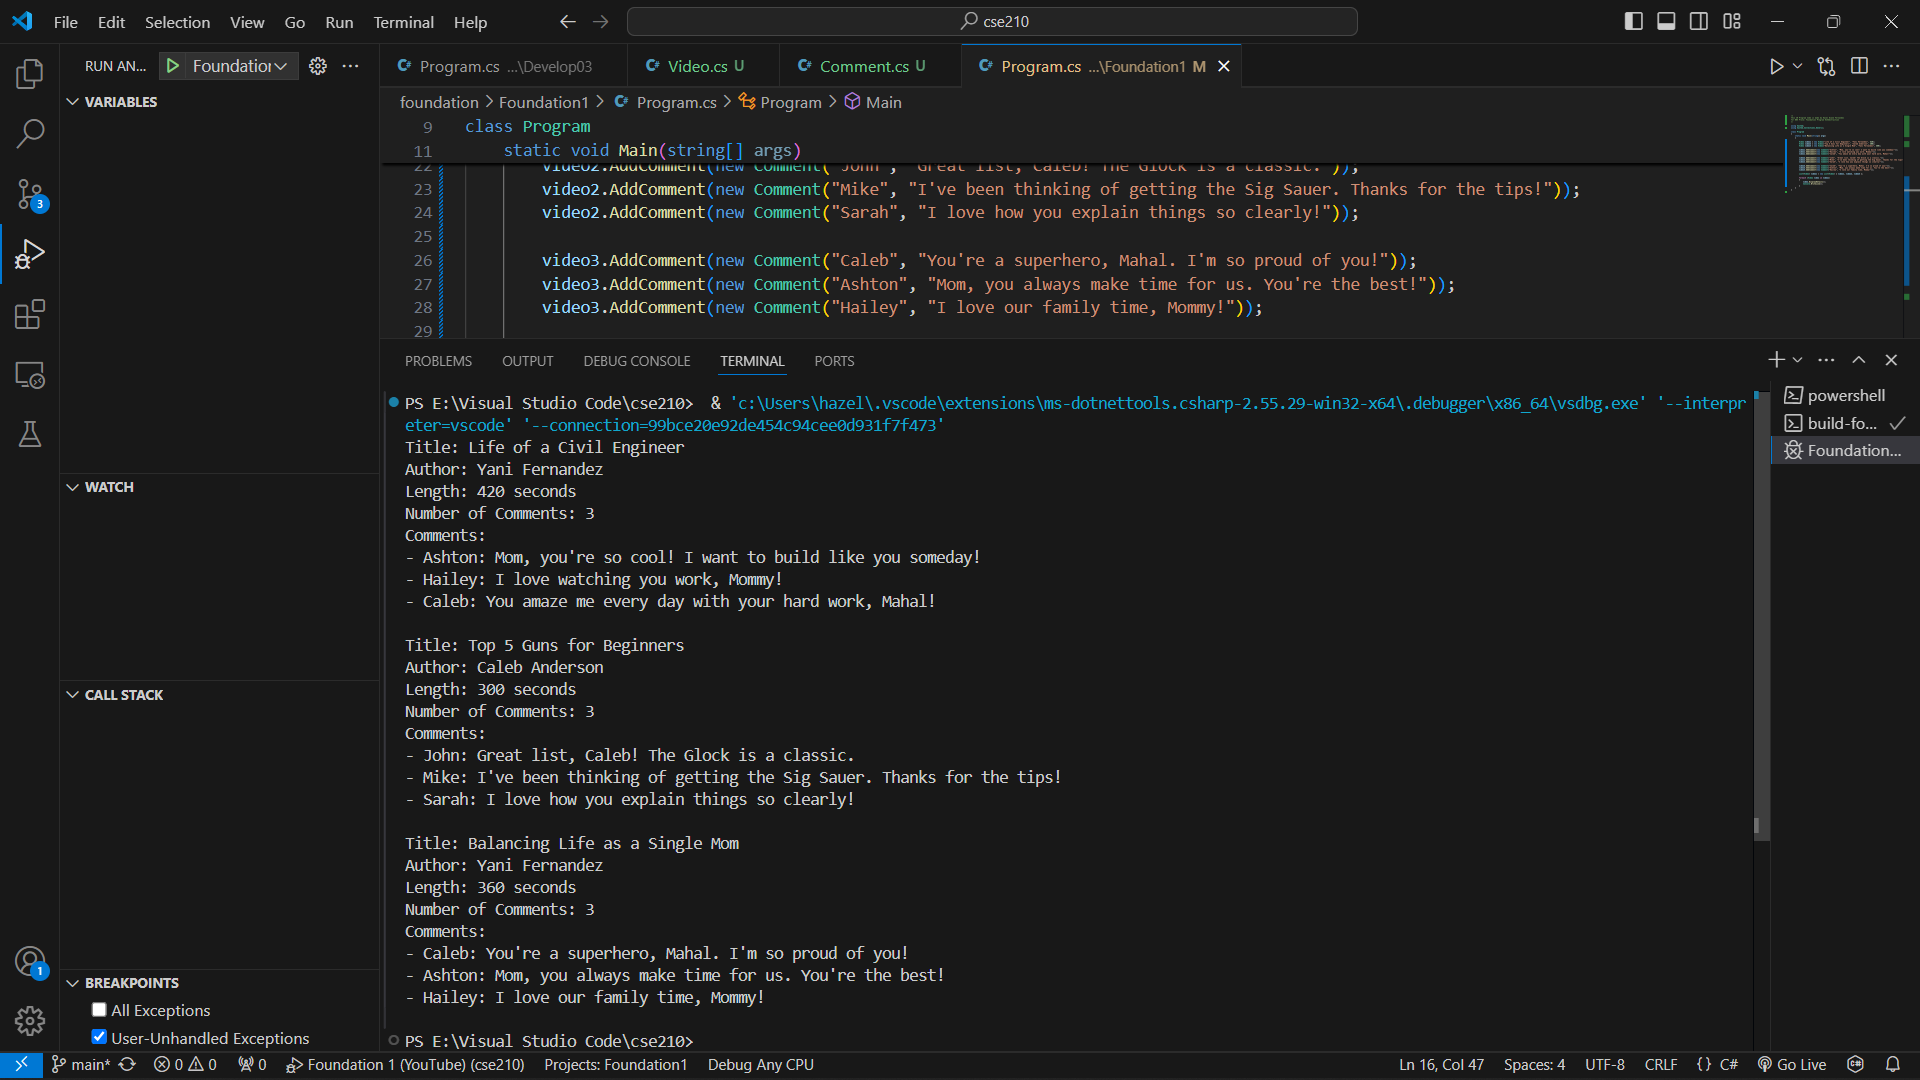 File Edit Selection View Go Run Terminal Help
cse210
RUN AN... Foundation
VARIABLES
WATCH
CALL STACK
BREAKPOINTS
All Exceptions
User-Unhandled Exceptions
3
1
Program.cs ...\Develop03
Video.cs U
Comment.cs U
Program.cs ...\Foundation1 M
foundation > Foundation1 > Program.cs > Program > Main
9 class Program
11 static void Main(string[] args)
22 video2.AddComment(new Comment("John", "Great list, Caleb! The Glock is a classic."));
23 video2.AddComment(new Comment("Mike", "I've been thinking of getting the Sig Sauer. Thanks for the tips!"));
24 video2.AddComment(new Comment("Sarah", "I love how you explain things so clearly!"));
25
26 video3.AddComment(new Comment("Caleb", "You're a superhero, Mahal. I'm so proud of you!"));
27 video3.AddComment(new Comment("Ashton", "Mom, you always make time for us. You're the best!"));
28 video3.AddComment(new Comment("Hailey", "I love our family time, Mommy!"));
29
PROBLEMS OUTPUT DEBUG CONSOLE TERMINAL PORTS
PS E:\Visual Studio Code\cse210>  & 'c:\Users\hazel\.vscode\extensions\ms-dotnettools.csharp-2.55.29-win32-x64\.debugger\x86_64\vsdbg.exe' '--interpr
eter=vscode' '--connection=99bce20e92de454c94cee0d931f7f473'
Title: Life of a Civil Engineer
Author: Yani Fernandez
Length: 420 seconds
Number of Comments: 3
Comments:
- Ashton: Mom, you're so cool! I want to build like you someday!
- Hailey: I love watching you work, Mommy!
- Caleb: You amaze me every day with your hard work, Mahal!
Title: Top 5 Guns for Beginners
Author: Caleb Anderson
Length: 300 seconds
Number of Comments: 3
Comments:
- John: Great list, Caleb! The Glock is a classic.
- Mike: I've been thinking of getting the Sig Sauer. Thanks for the tips!
- Sarah: I love how you explain things so clearly!
Title: Balancing Life as a Single Mom
Author: Yani Fernandez
Length: 360 seconds
Number of Comments: 3
Comments:
- Caleb: You're a superhero, Mahal. I'm so proud of you!
- Ashton: Mom, you always make time for us. You're the best!
- Hailey: I love our family time, Mommy!
PS E:\Visual Studio Code\cse210>
powershell
build-fo...
Foundation...
main* 0 0 0 Foundation 1 (YouTube) (cse210) Projects: Foundation1 Debug Any CPU Ln 16, Col 47 Spaces: 4 UTF-8 CRLF {} C# Go Live